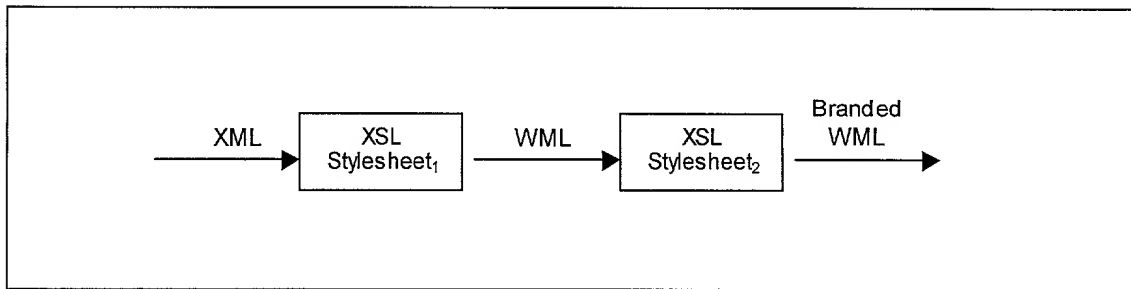 XML
XSL
Stylesheet₁
WML
XSL
Stylesheet₂
Branded
WML